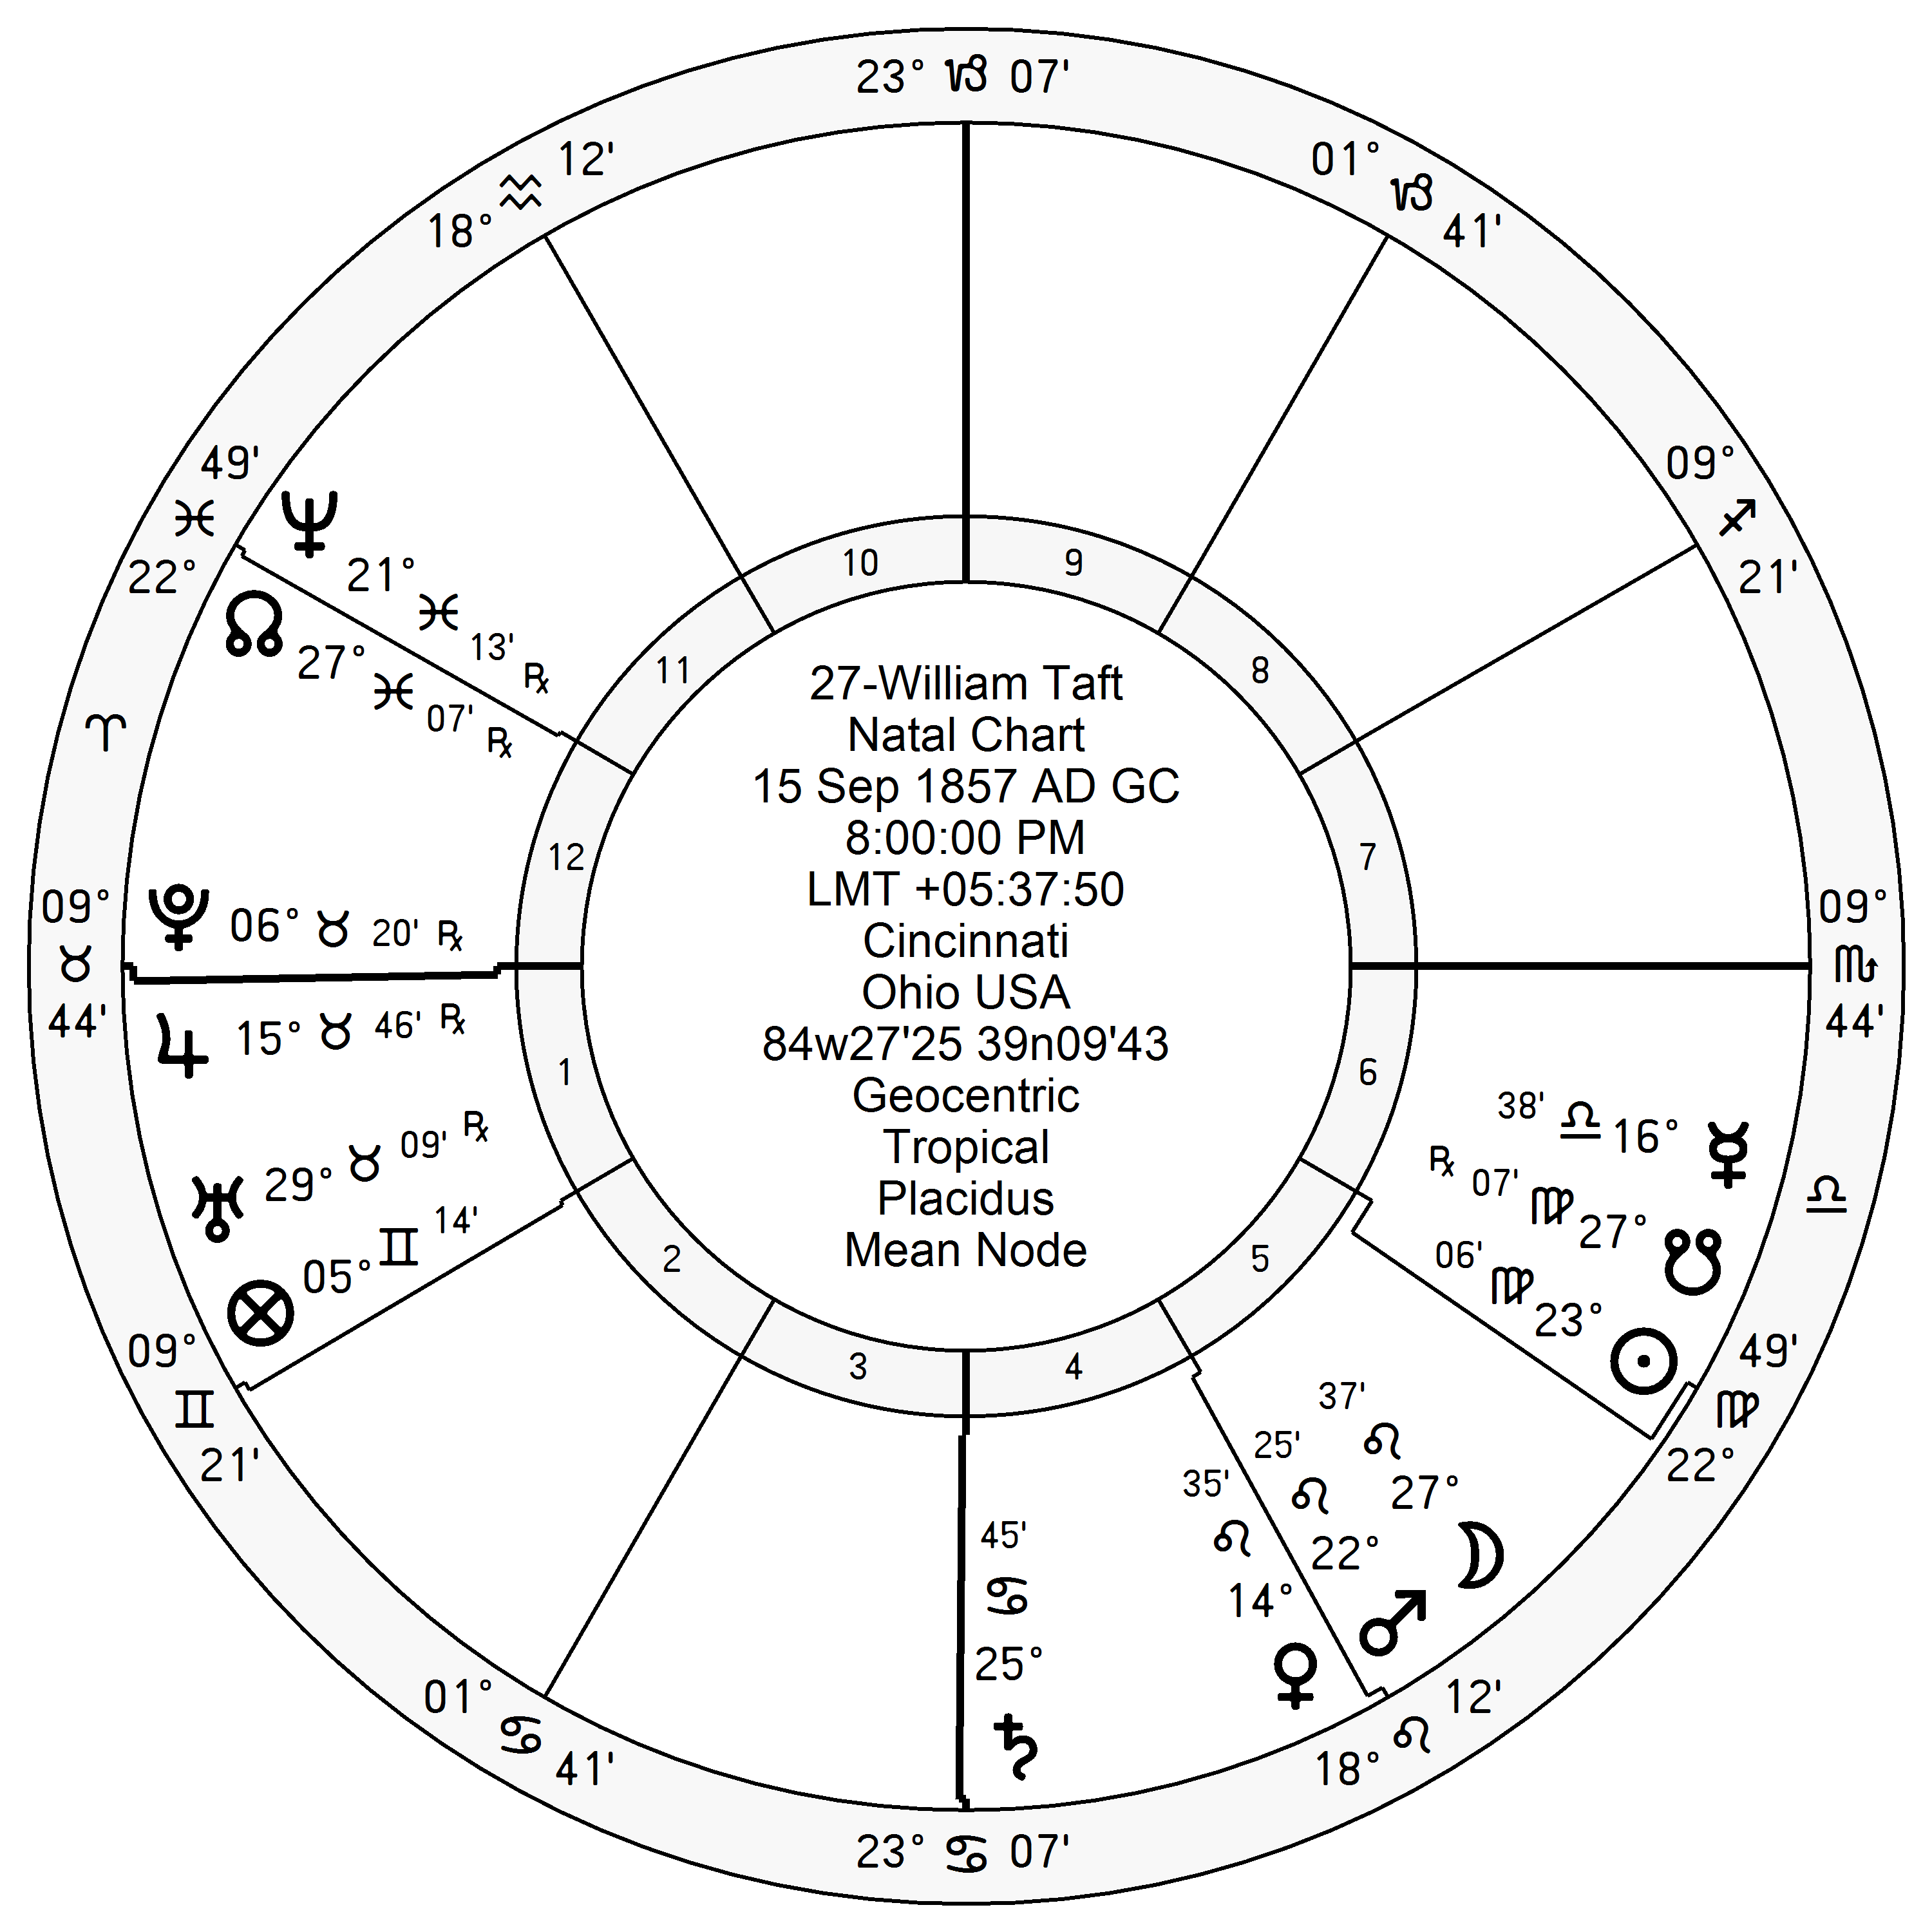 23° ♑ 07'
01° ♑ 41'
09° ♐ 21'
09° ♏ 44'
♎
49' ♍ 22°
12' ♌ 18°
23° ♋ 07'
01° ♋ 41'
09° ♊ 21'
09° ♉ 44'
♈
49' ♓ 22°
18° ♒ 12'
♆ 21° ♓ 13' ℞
☊ 27° ♓ 07' ℞
♇ 06° ♉ 20' ℞
♃ 15° ♉ 46' ℞
♅ 29° ♉ 09' ℞
⊗ 05° ♊ 14'
45' ♋ 25° ♄
35' ♌ 14° ♀
25' ♌ 22° ♂
37' ♌ 27° ☽
06' ♍ 23° ☉
℞ 07' ♍ 27° ☋
38' ♎ 16° ☿
10
9
11
8
12
7
1
6
2
5
3
4
27-William Taft
Natal Chart
15 Sep 1857 AD GC
8:00:00 PM
LMT +05:37:50
Cincinnati
Ohio USA
84w27'25 39n09'43
Geocentric
Tropical
Placidus
Mean Node